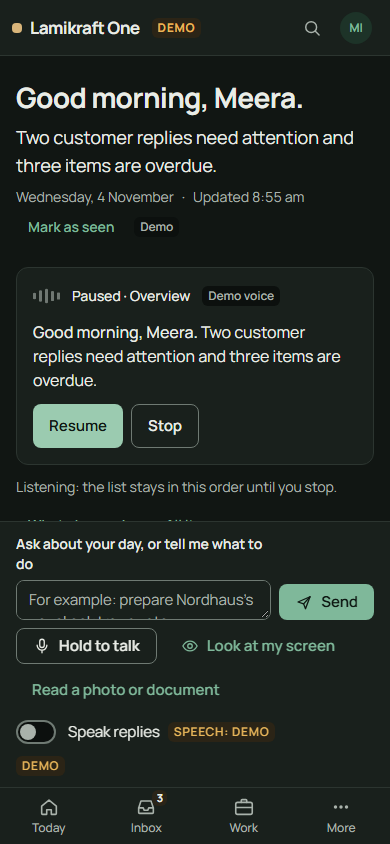 Lamikraft One DEMO MI
Good morning, Meera.
Two customer replies need attention and
three items are overdue.
Wednesday, 4 November · Updated 8:55 am
Mark as seen Demo
Paused · Overview Demo voice
Good morning, Meera. Two customer
replies need attention and three items are
overdue.
Resume Stop
Listening: the list stays in this order until you stop.
Ask about your day, or tell me what to
do
For example: prepare Nordhaus's
Send
Hold to talk Look at my screen
Read a photo or document
Speak replies SPEECH: DEMO
DEMO
3
Today Inbox Work More